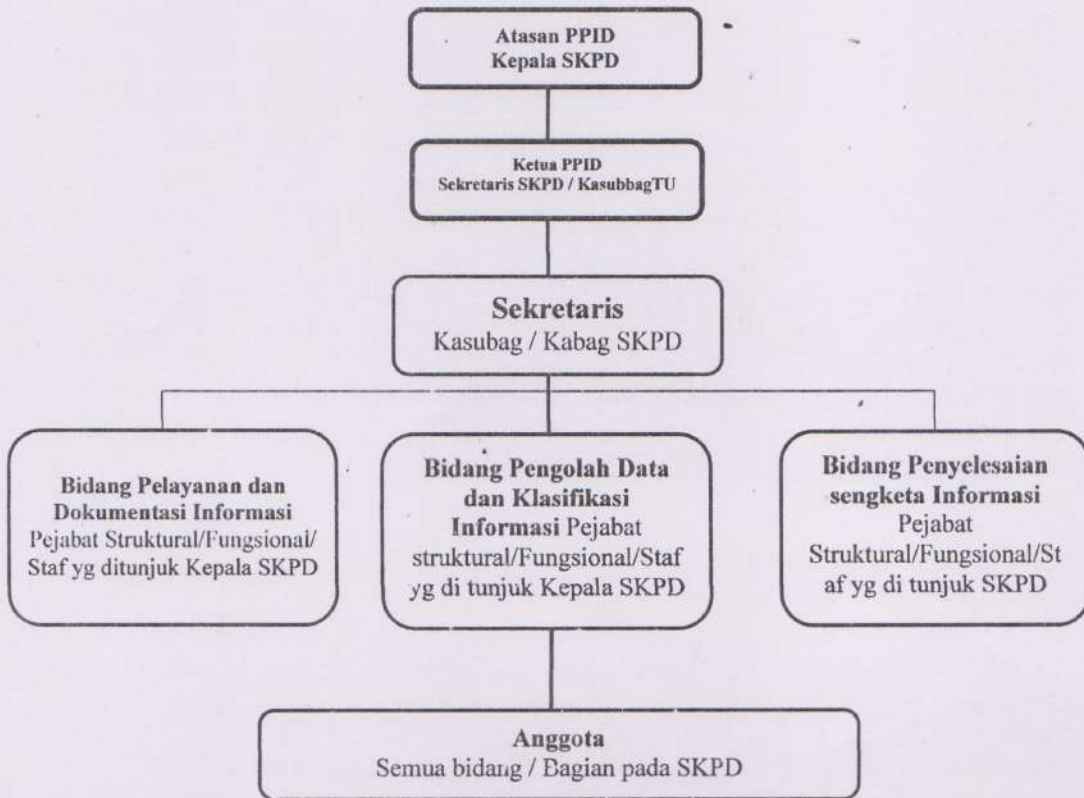 Atasan PPID
Kepala SKPD
Ketua PPID
Sekretaris SKPD / KasubbagTU
Sekretaris
Kasubag / Kabag SKPD
Bidang Pelayanan dan
Dokumentasi Informasi
Pejabat Struktural/Fungsional/
Staf yg ditunjuk Kepala SKPD
Bidang Pengolah Data
dan Klasifikasi
Informasi Pejabat
struktural/Fungsional/Staf
yg di tunjuk Kepala SKPD
Bidang Penyelesaian
sengketa Informasi
Pejabat
Struktural/Fungsional/St
af yg di tunjuk SKPD
Anggota
Semua bidang / Bagian pada SKPD